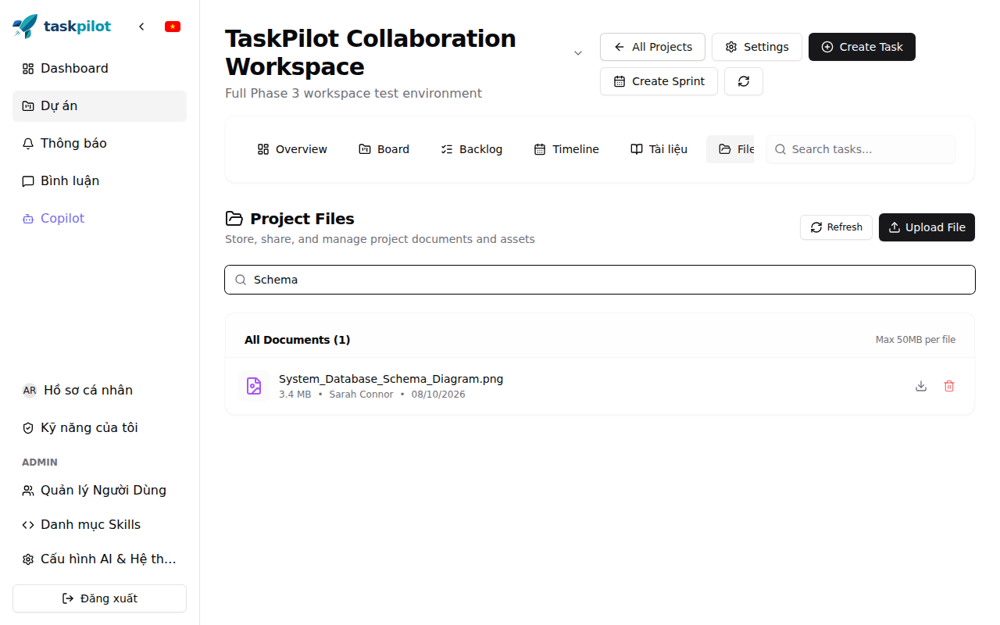 taskpilot
Dashboard
Dự án
Thông báo
Bình luận
Copilot
AR Hồ sơ cá nhân
Kỹ năng của tôi
ADMIN
Quản lý Người Dùng
Danh mục Skills
Cấu hình AI & Hệ th...
Đăng xuất
TaskPilot Collaboration
Workspace
Full Phase 3 workspace test environment
All Projects
Settings
Create Task
Create Sprint
Overview
Board
Backlog
Timeline
Tài liệu
File
Search tasks...
Project Files
Store, share, and manage project documents and assets
Refresh
Upload File
Schema
All Documents (1)
Max 50MB per file
System_Database_Schema_Diagram.png
3.4 MB • Sarah Connor • 08/10/2026